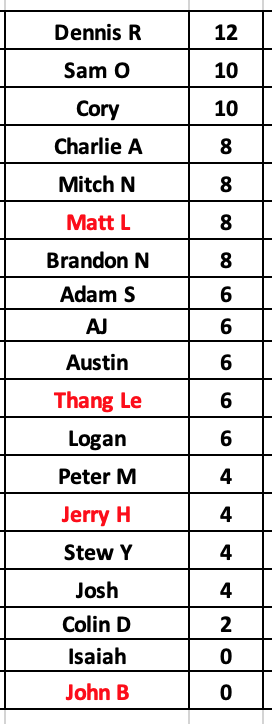 Dennis R 12
Sam O 10
Cory 10
Charlie A 8
Mitch N 8
Matt L 8
Brandon N 8
Adam S 6
AJ 6
Austin 6
Thang Le 6
Logan 6
Peter M 4
Jerry H 4
Stew Y 4
Josh 4
Colin D 2
Isaiah 0
John B 0